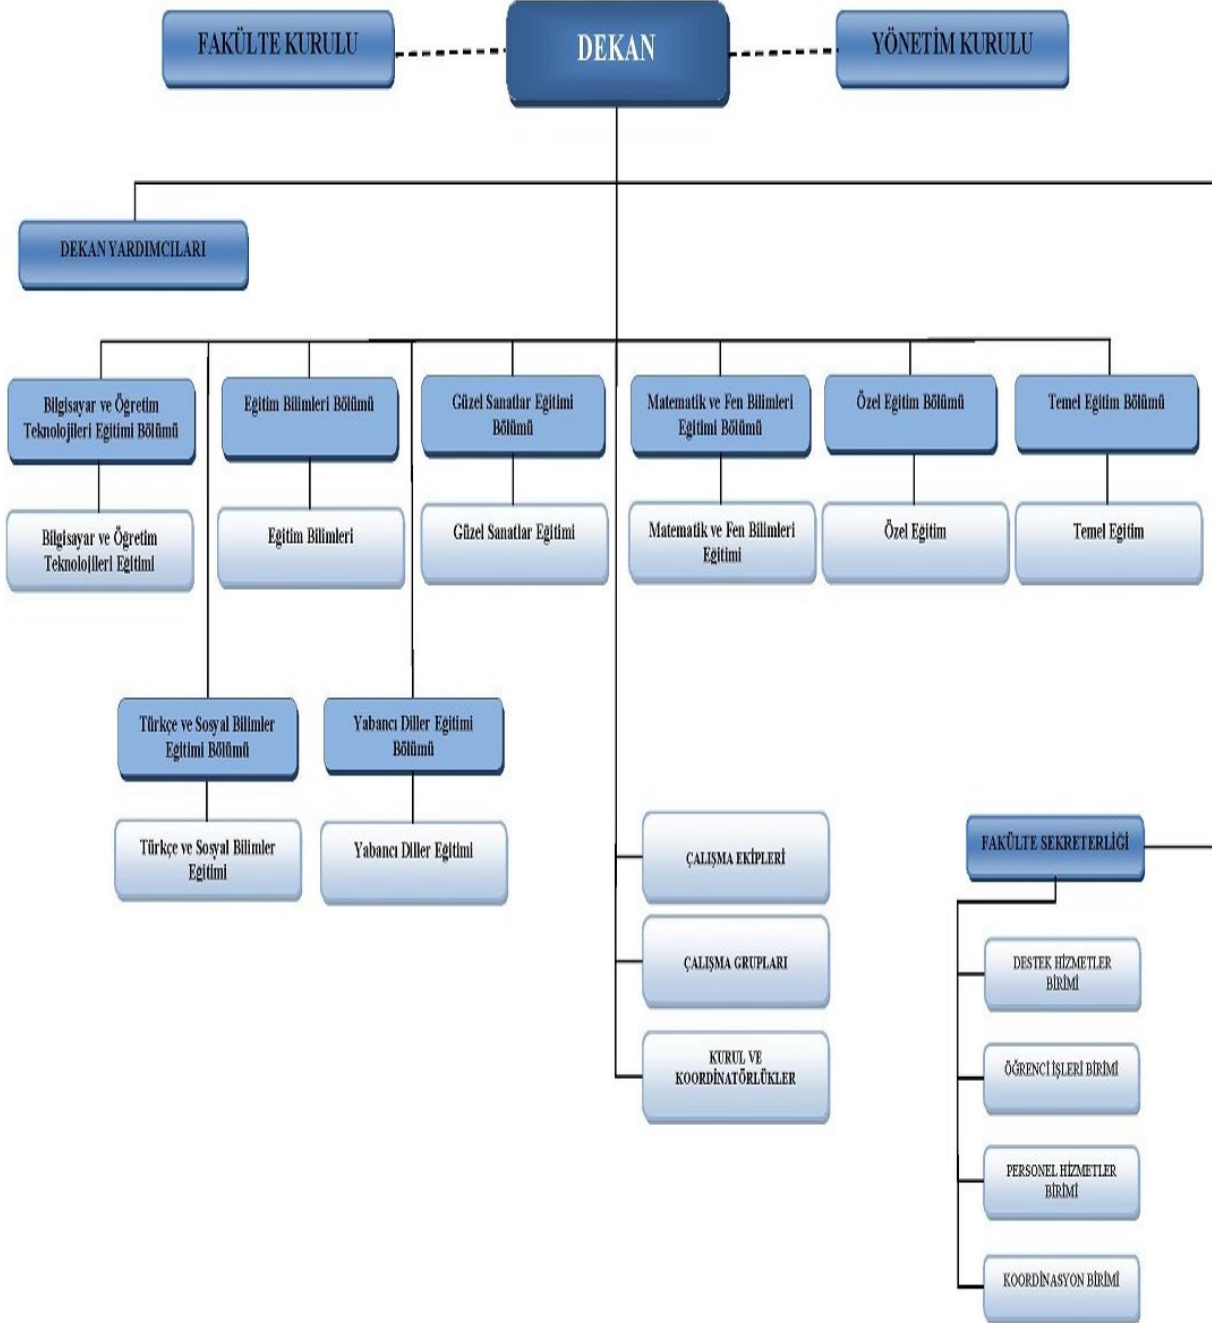 FAKÜLTE KURULU
DEKAN
YÖNETİM KURULU
DEKAN YARDIMCILARI
Bilgisayar ve Öğretim
Teknolojileri Eğitimi Bölümü
Eğitim Bilimleri Bölümü
Güzel Sanatlar Eğitimi
Bölümü
Matematik ve Fen Bilimleri
Eğitimi Bölümü
Özel Eğitim Bölümü
Temel Eğitim Bölümü
Bilgisayar ve Öğretim
Teknolojileri Eğitimi
Eğitim Bilimleri
Güzel Sanatlar Eğitimi
Matematik ve Fen Bilimleri
Eğitimi
Özel Eğitim
Temel Eğitim
Türkçe ve Sosyal Bilimler
Eğitimi Bölümü
Yabancı Diller Eğitimi
Bölümü
Türkçe ve Sosyal Bilimler
Eğitimi
Yabancı Diller Eğitimi
ÇALIŞMA EKİPLERİ
ÇALIŞMA GRUPLARI
KURUL VE
KOORDİNATÖRLÜKLER
FAKÜLTE SEKRETERLİĞİ
DESTEK HİZMETLER
BİRİMİ
ÖĞRENCİ İŞLERİ BİRİMİ
PERSONEL HİZMETLER
BİRİMİ
KOORDİNASYON BİRİMİ